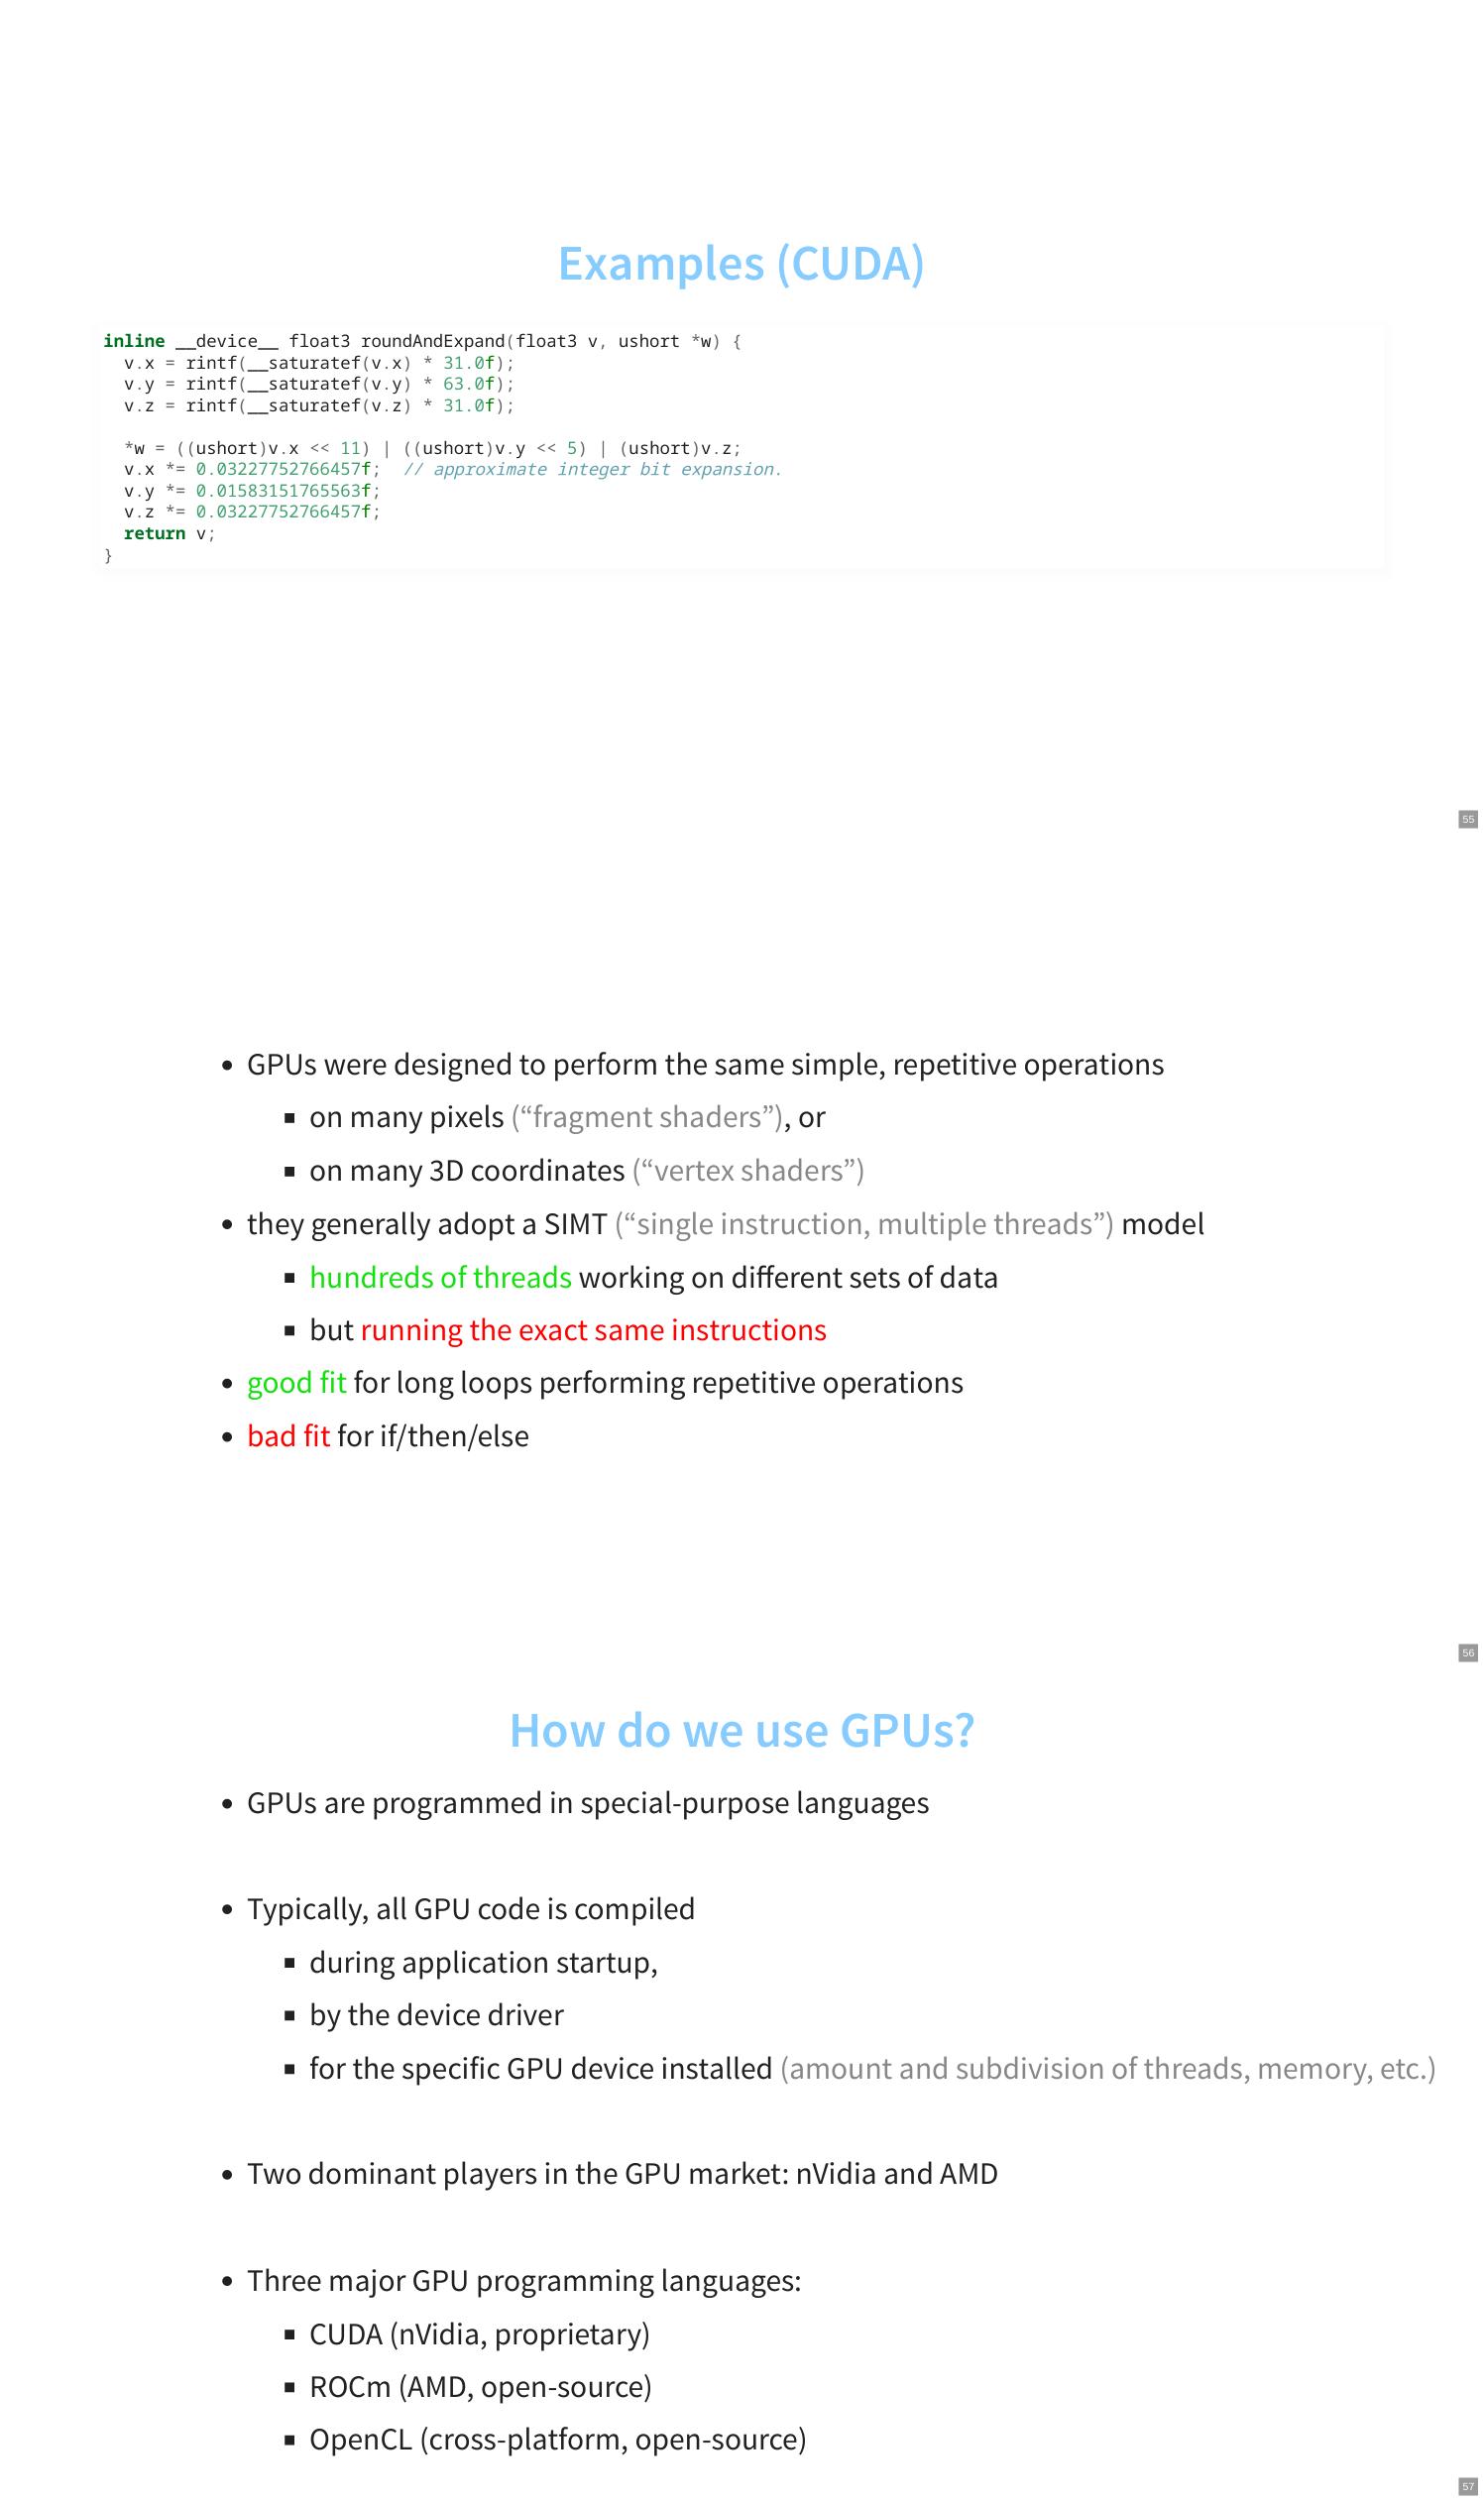 Examples (CUDA)
inline __device__ float3 roundAndExpand(float3 v, ushort *w) {
  v.x = rintf(__saturatef(v.x) * 31.0f);
  v.y = rintf(__saturatef(v.y) * 63.0f);
  v.z = rintf(__saturatef(v.z) * 31.0f);

  *w = ((ushort)v.x << 11) | ((ushort)v.y << 5) | (ushort)v.z;
  v.x *= 0.03227752766457f;  // approximate integer bit expansion.
  v.y *= 0.01583151765563f;
  v.z *= 0.03227752766457f;
  return v;
}
55
• GPUs were designed to perform the same simple, repetitive operations
▪ on many pixels (“fragment shaders”), or
▪ on many 3D coordinates (“vertex shaders”)
• they generally adopt a SIMT (“single instruction, multiple threads”) model
▪ hundreds of threads working on different sets of data
▪ but running the exact same instructions
• good fit for long loops performing repetitive operations
• bad fit for if/then/else
56
How do we use GPUs?
• GPUs are programmed in special-purpose languages
• Typically, all GPU code is compiled
▪ during application startup,
▪ by the device driver
▪ for the specific GPU device installed (amount and subdivision of threads, memory, etc.)
• Two dominant players in the GPU market: nVidia and AMD
• Three major GPU programming languages:
▪ CUDA (nVidia, proprietary)
▪ ROCm (AMD, open-source)
▪ OpenCL (cross-platform, open-source)
57